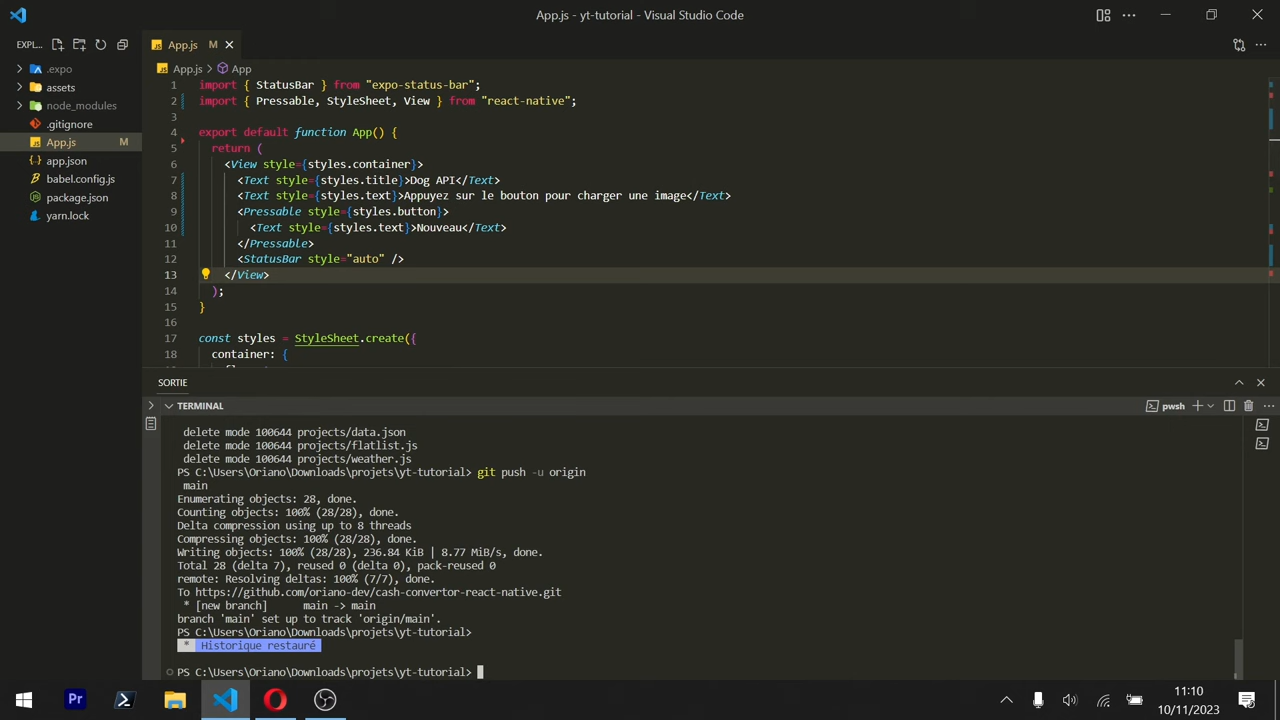 App.js - yt-tutorial - Visual Studio Code
EXPL...
App.js M
.expo
assets
node_modules
.gitignore
App.js M
app.json
babel.config.js
package.json
yarn.lock
App.js > App
1 import { StatusBar } from "expo-status-bar";
2 import { Pressable, StyleSheet, View } from "react-native";
3
4 export default function App() {
5 return (
6 <View style={styles.container}>
7 <Text style={styles.title}>Dog API</Text>
8 <Text style={styles.text}>Appuyez sur le bouton pour charger une image</Text>
9 <Pressable style={styles.button}>
10 <Text style={styles.text}>Nouveau</Text>
11 </Pressable>
12 <StatusBar style="auto" />
13 </View>
14 );
15 }
16
17 const styles = StyleSheet.create({
18 container: {
SORTIE
TERMINAL
pwsh
delete mode 100644 projects/data.json
delete mode 100644 projects/flatlist.js
delete mode 100644 projects/weather.js
PS C:\Users\Oriano\Downloads\projets\yt-tutorial> git push -u origin
main
Enumerating objects: 28, done.
Counting objects: 100% (28/28), done.
Delta compression using up to 8 threads
Compressing objects: 100% (28/28), done.
Writing objects: 100% (28/28), 236.84 KiB | 8.77 MiB/s, done.
Total 28 (delta 7), reused 0 (delta 0), pack-reused 0
remote: Resolving deltas: 100% (7/7), done.
To https://github.com/oriano-dev/cash-convertor-react-native.git
* [new branch] main -> main
branch 'main' set up to track 'origin/main'.
PS C:\Users\Oriano\Downloads\projets\yt-tutorial>
* Historique restauré
PS C:\Users\Oriano\Downloads\projets\yt-tutorial>
Pr
11:10
10/11/2023